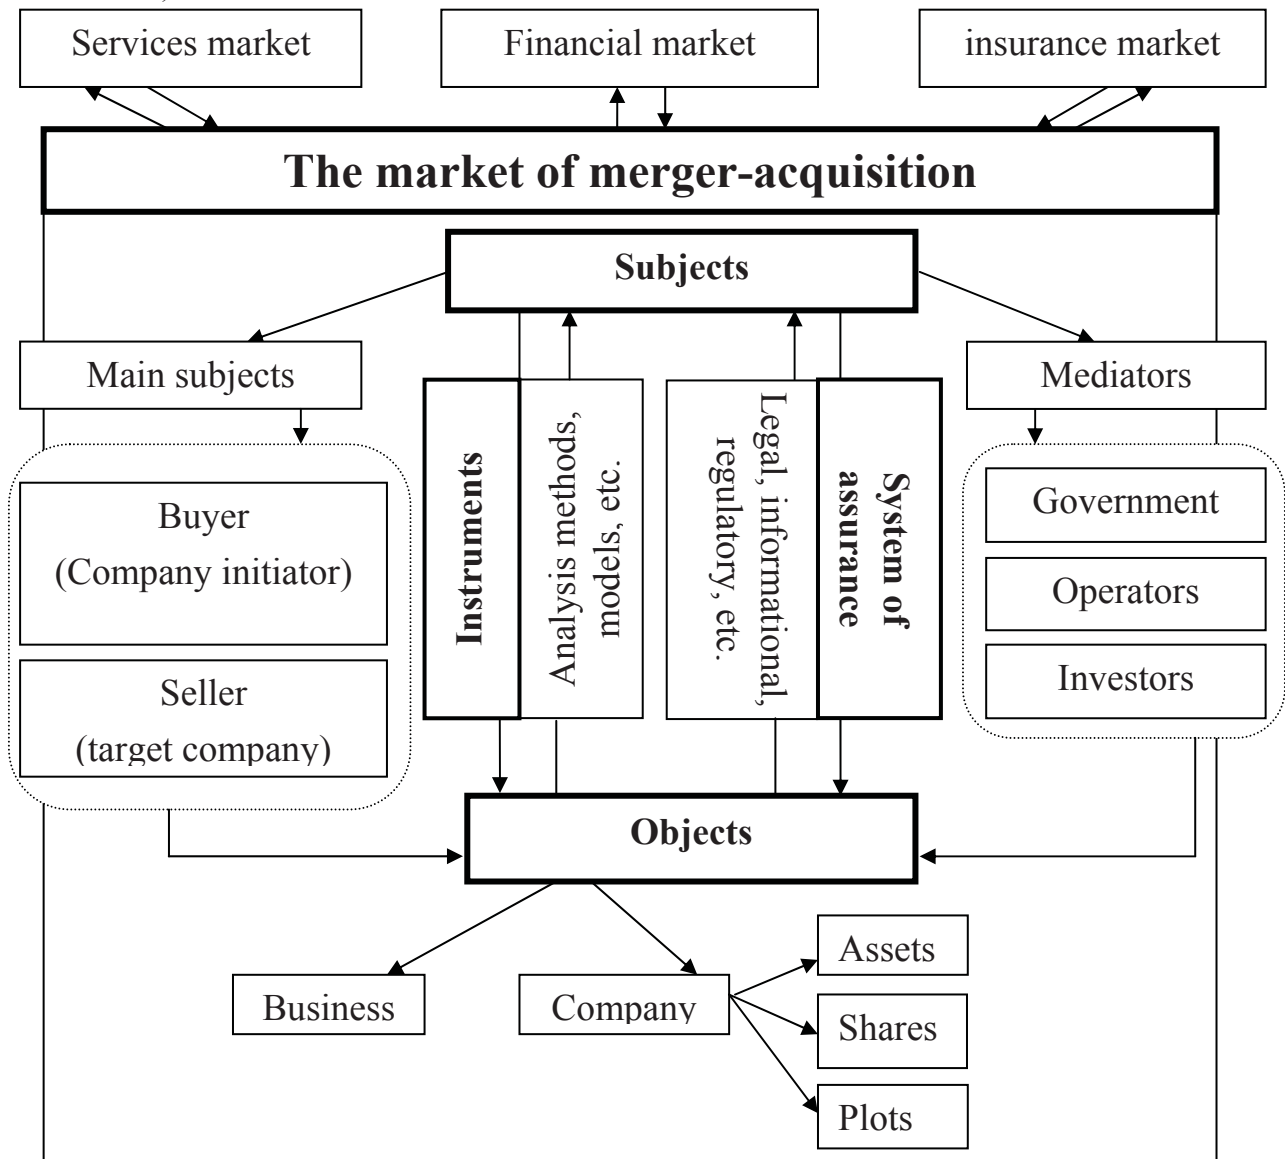 Services market
Financial market
insurance market
The market of merger-acquisition
Subjects
Main subjects
Mediators
Buyer
(Company initiator)
Seller
(target company)
Instruments
Analysis methods,
models, etc.
Legal, informational,
regulatory, etc.
System of
assurance
Government
Operators
Investors
Objects
Business
Company
Assets
Shares
Plots